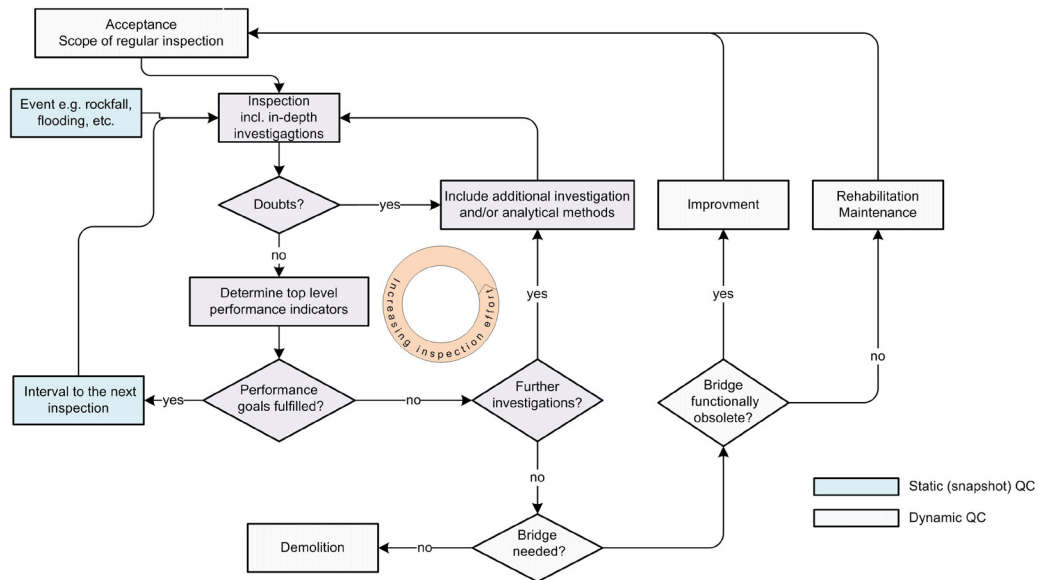 Acceptance
Scope of regular inspection
Event e.g. rockfall,
flooding, etc.
Inspection
incl. in-depth
investigagtions
Doubts?
yes
Include additional investigation
and/or analytical methods
Improvment
Rehabilitation
Maintenance
no
Determine top level
performance indicators
Increasing inspection effort
yes
yes
no
Interval to the next
inspection
yes
Performance
goals fulfilled?
no
Further
investigations?
Bridge
functionally
obsolete?
no
Static (snapshot) QC
Dynamic QC
Demolition
no
Bridge
needed?